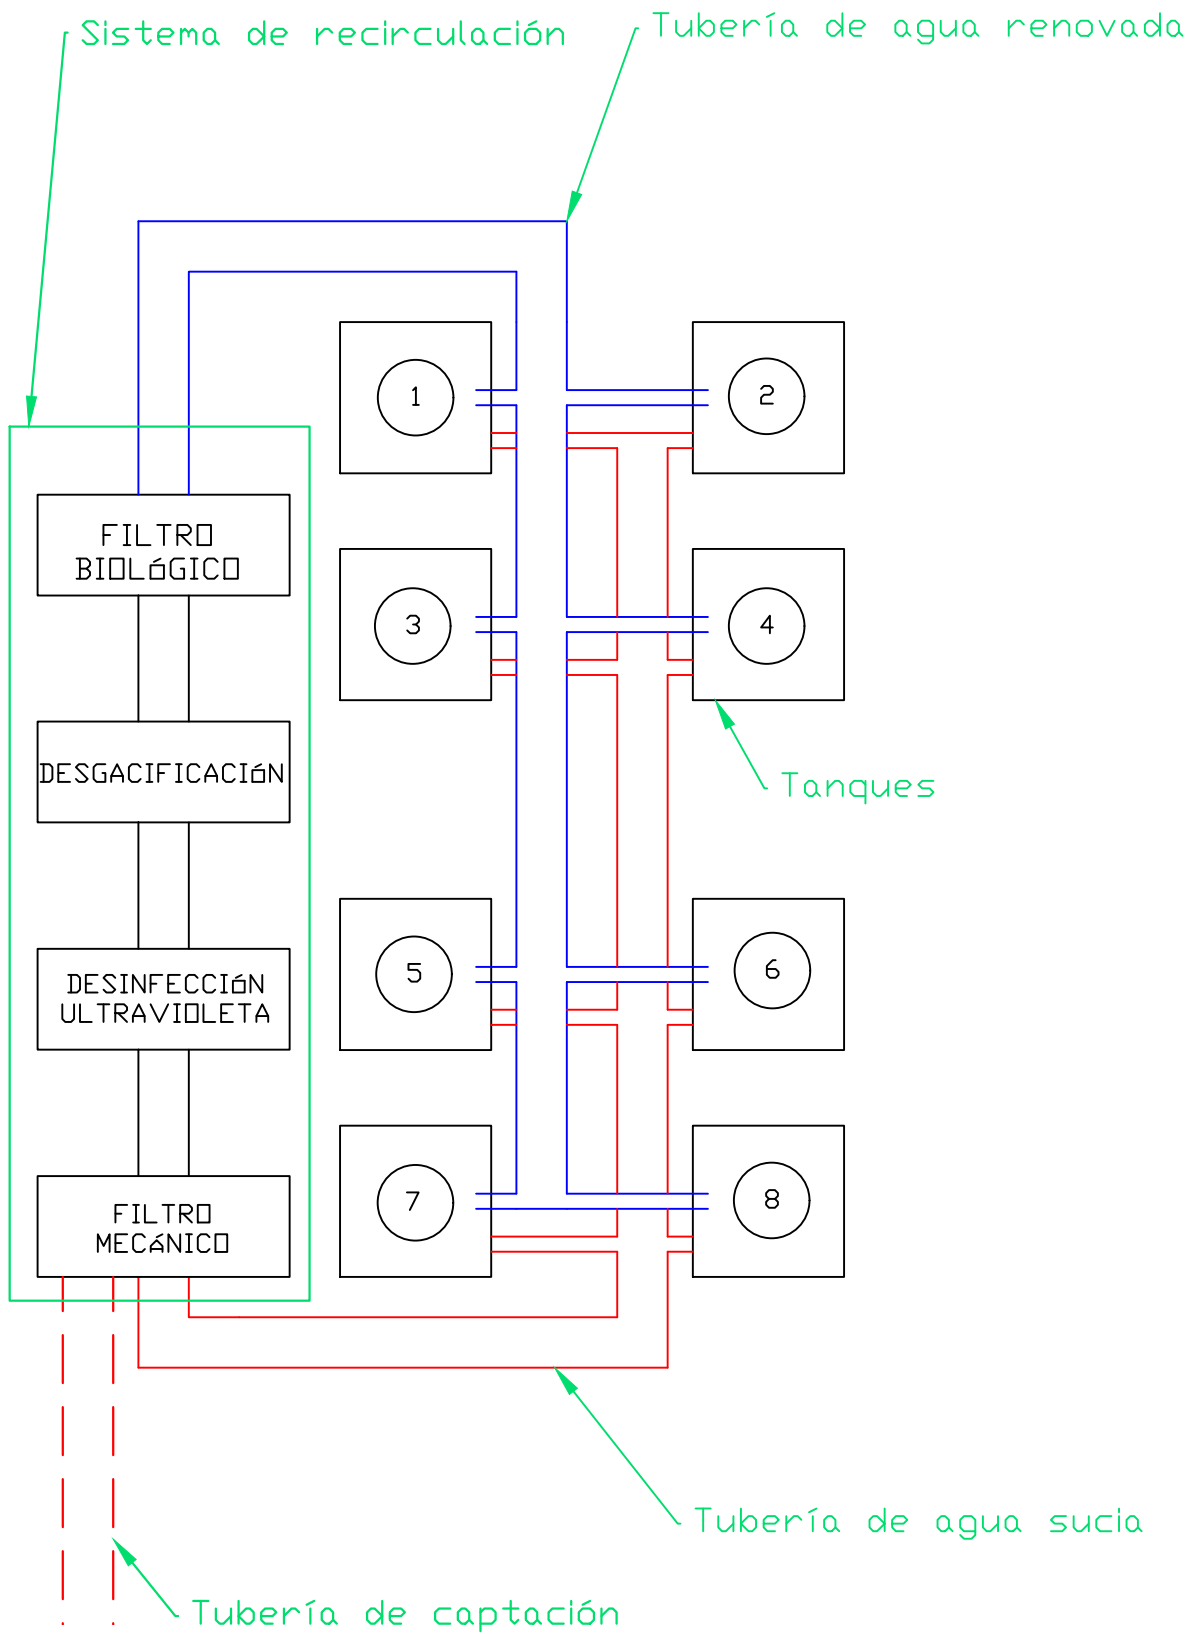 Sistema de recirculación
Tubería de agua renovada
1
2
FILTRO
BIOLóGICO
3
4
DESGACIFICACIóN
Tanques
5
6
DESINFECCIóN
ULTRAVIOLETA
7
8
FILTRO
MECáNICO
Tubería de agua sucia
Tubería de captación